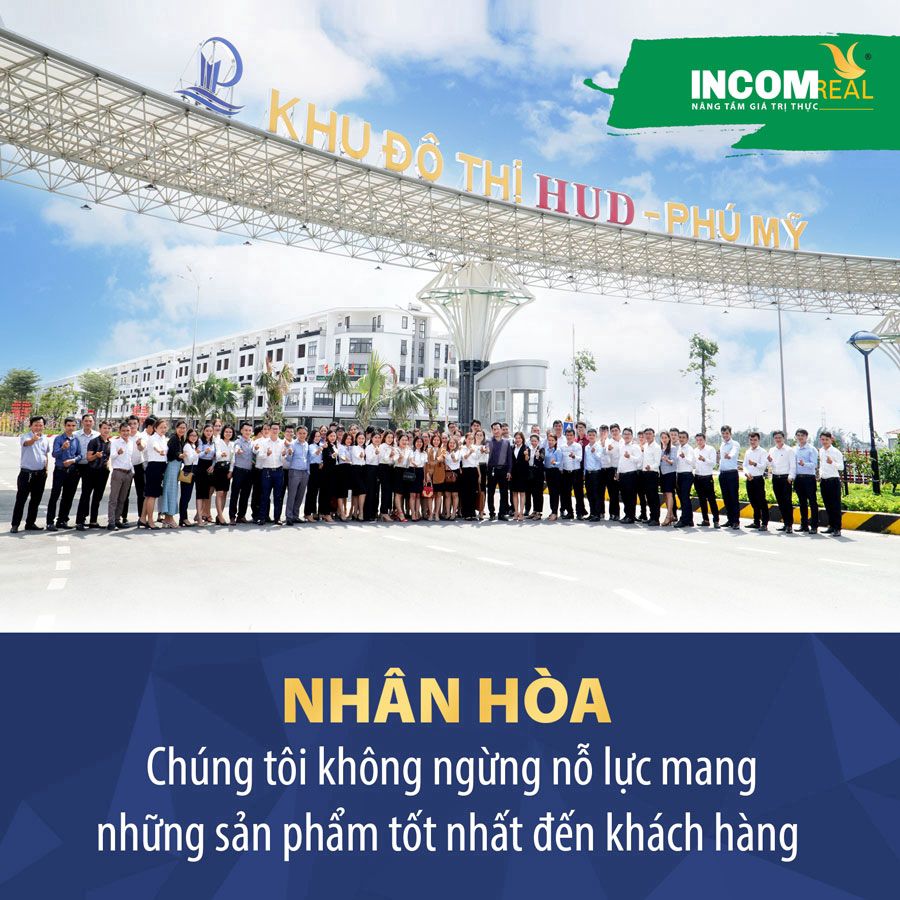 INCOMREAL
NÂNG TẦM GIÁ TRỊ THỰC
KHU ĐÔ THỊ HUD - PHÚ MỸ
NHÂN HÒA
Chúng tôi không ngừng nỗ lực mang
những sản phẩm tốt nhất đến khách hàng